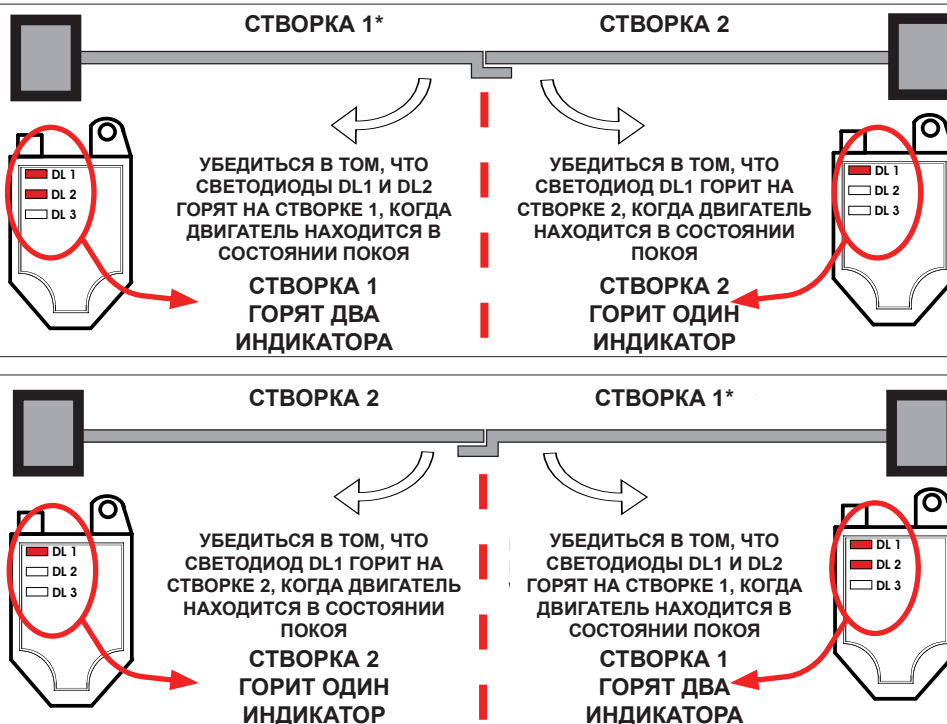 СТВОРКА 1*
СТВОРКА 2
DL 1
DL 2
DL 3
УБЕДИТЬСЯ В ТОМ, ЧТО
СВЕТОДИОДЫ DL1 И DL2
ГОРЯТ НА СТВОРКЕ 1, КОГДА
ДВИГАТЕЛЬ НАХОДИТСЯ В
СОСТОЯНИИ ПОКОЯ
СТВОРКА 1
ГОРЯТ ДВА
ИНДИКАТОРА
УБЕДИТЬСЯ В ТОМ, ЧТО
СВЕТОДИОД DL1 ГОРИТ НА
СТВОРКЕ 2, КОГДА ДВИГАТЕЛЬ
НАХОДИТСЯ В СОСТОЯНИИ
ПОКОЯ
СТВОРКА 2
ГОРИТ ОДИН
ИНДИКАТОР
DL 1
DL 2
DL 3
СТВОРКА 2
СТВОРКА 1*
DL 1
DL 2
DL 3
УБЕДИТЬСЯ В ТОМ, ЧТО
СВЕТОДИОД DL1 ГОРИТ НА
СТВОРКЕ 2, КОГДА ДВИГАТЕЛЬ
НАХОДИТСЯ В СОСТОЯНИИ
ПОКОЯ
СТВОРКА 2
ГОРИТ ОДИН
ИНДИКАТОР
УБЕДИТЬСЯ В ТОМ, ЧТО
СВЕТОДИОДЫ DL1 И DL2
ГОРЯТ НА СТВОРКЕ 1, КОГДА
ДВИГАТЕЛЬ НАХОДИТСЯ В
СОСТОЯНИИ ПОКОЯ
СТВОРКА 1
ГОРЯТ ДВА
ИНДИКАТОРА
DL 1
DL 2
DL 3